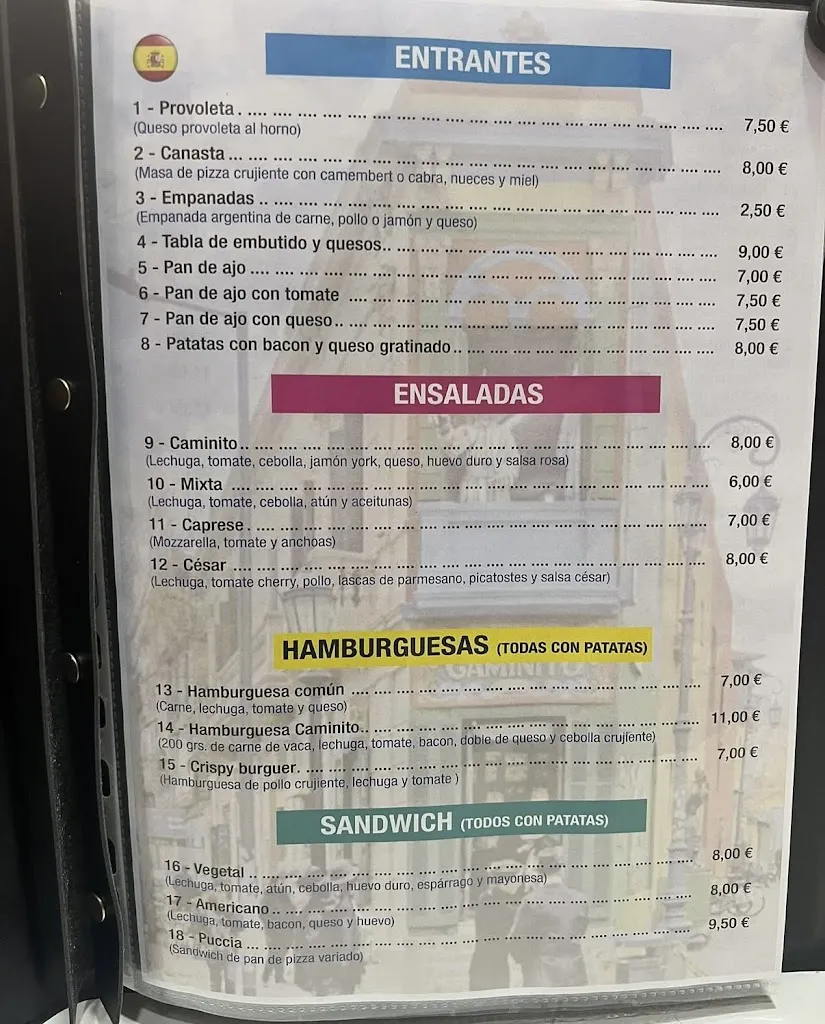 ENTRANTES
1 - Provoleta 7,50 €
(Queso provoleta al horno)
2 - Canasta 8,00 €
(Masa de pizza crujiente con camembert o cabra, nueces y miel)
3 - Empanadas 2,50 €
(Empanada argentina de carne, pollo o jamón y queso)
4 - Tabla de embutido y quesos 9,00 €
5 - Pan de ajo 7,00 €
6 - Pan de ajo con tomate 7,50 €
7 - Pan de ajo con queso 7,50 €
8 - Patatas con bacon y queso gratinado 8,00 €
ENSALADAS
9 - Caminito 8,00 €
(Lechuga, tomate, cebolla, jamón york, queso, huevo duro y salsa rosa)
10 - Mixta 6,00 €
(Lechuga, tomate, cebolla, atún y aceitunas)
11 - Caprese 7,00 €
(Mozzarella, tomate y anchoas)
12 - César 8,00 €
(Lechuga, tomate cherry, pollo, lascas de parmesano, picatostes y salsa césar)
HAMBURGUESAS (TODAS CON PATATAS)
CAMINITO
13 - Hamburguesa común 7,00 €
(Carne, lechuga, tomate y queso)
14 - Hamburguesa Caminito 11,00 €
(200 grs. de carne de vaca, lechuga, tomate, bacon, doble de queso y cebolla crujiente)
15 - Crispy burguer 7,00 €
(Hamburguesa de pollo crujiente, lechuga y tomate )
SANDWICH (TODOS CON PATATAS)
16 - Vegetal 8,00 €
(Lechuga, tomate, atún, cebolla, huevo duro, espárrago y mayonesa)
17 - Americano 8,00 €
(Lechuga, tomate, bacon, queso y huevo)
18 - Puccia 9,50 €
(Sandwich de pan de pizza variado)